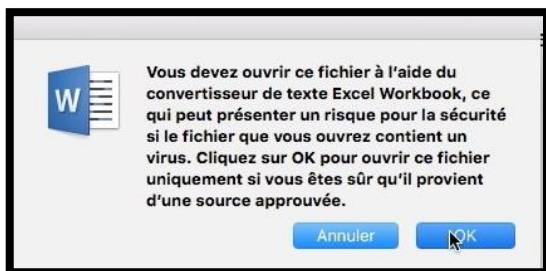 W
Vous devez ouvrir ce fichier à l'aide du
convertisseur de texte Excel Workbook, ce
qui peut présenter un risque pour la sécurité
si le fichier que vous ouvrez contient un
virus. Cliquez sur OK pour ouvrir ce fichier
uniquement si vous êtes sûr qu'il provient
d'une source approuvée.
Annuler
OK